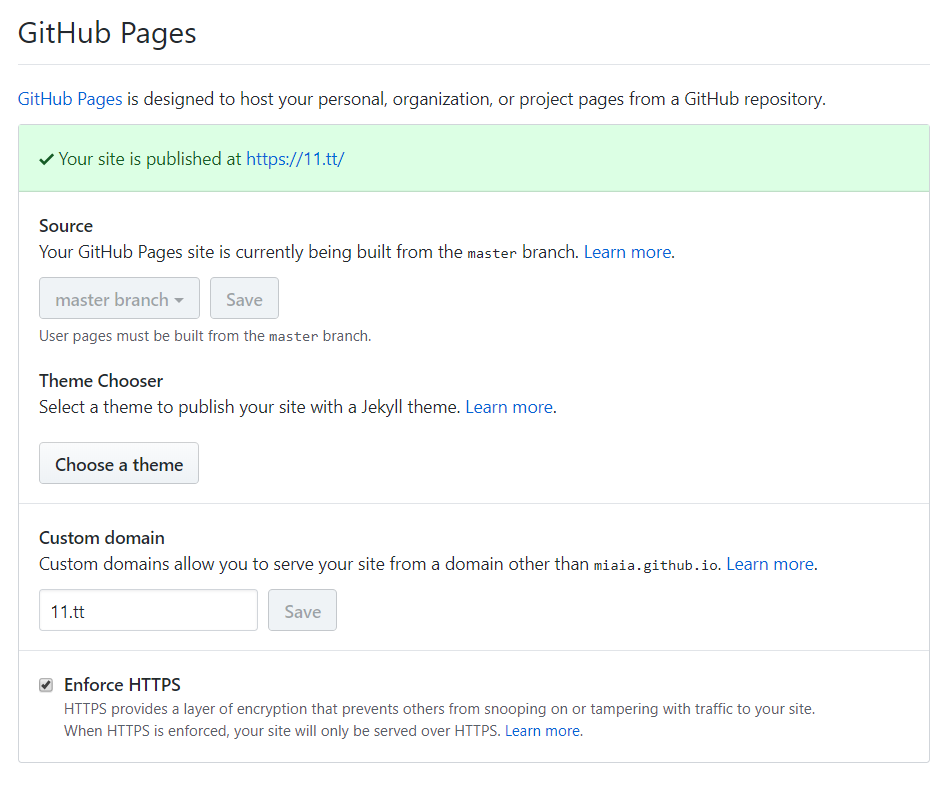 GitHub Pages
GitHub Pages is designed to host your personal, organization, or project pages from a GitHub repository.
Your site is published at https://11.tt/
Source
Your GitHub Pages site is currently being built from the master branch. Learn more.
master branch Save
User pages must be built from the master branch.
Theme Chooser
Select a theme to publish your site with a Jekyll theme. Learn more.
Choose a theme
Custom domain
Custom domains allow you to serve your site from a domain other than miaia.github.io. Learn more.
11.tt Save
Enforce HTTPS
HTTPS provides a layer of encryption that prevents others from snooping on or tampering with traffic to your site.
When HTTPS is enforced, your site will only be served over HTTPS. Learn more.